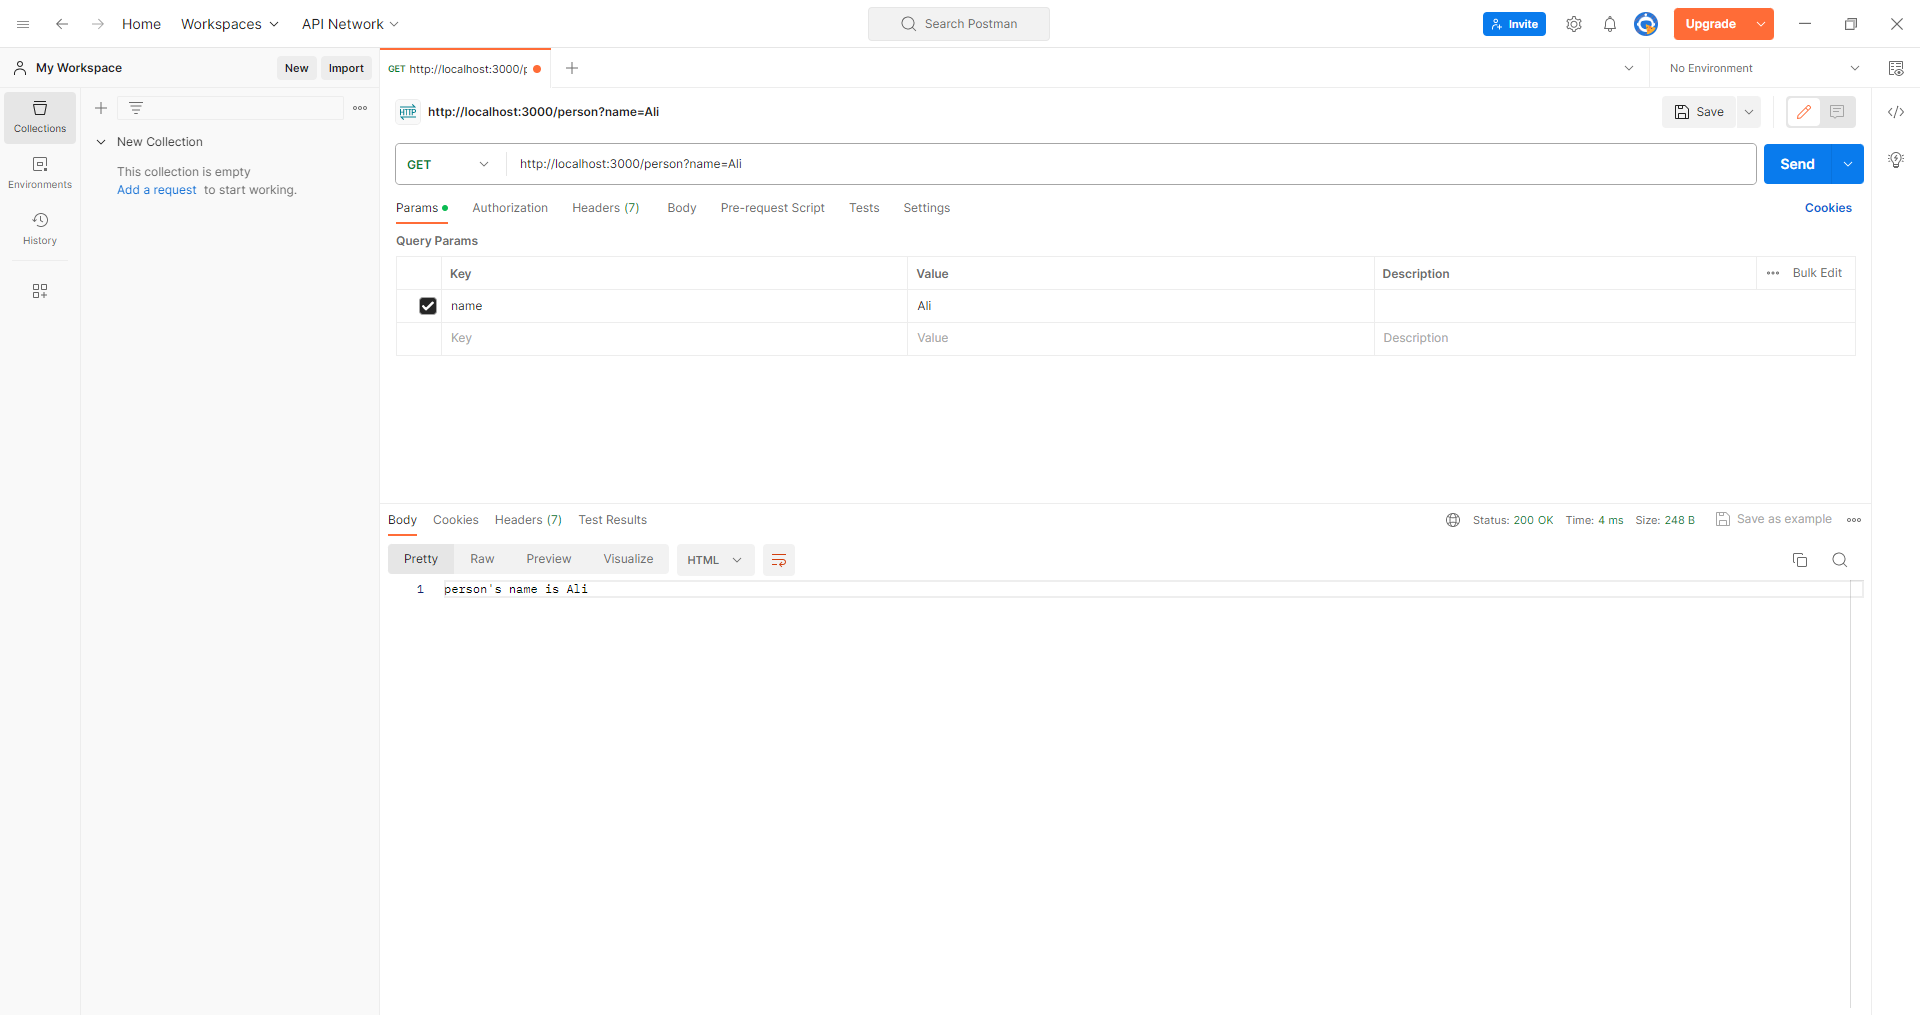 Home Workspaces API Network Search Postman Invite Upgrade
My Workspace New Import GET http://localhost:3000/p No Environment
Collections
Environments
History
New Collection
This collection is empty
Add a request to start working.
HTTP http://localhost:3000/person?name=Ali Save
GET http://localhost:3000/person?name=Ali Send
Params Authorization Headers (7) Body Pre-request Script Tests Settings Cookies
Query Params
Key Value Description Bulk Edit
name Ali
Key Value Description
Body Cookies Headers (7) Test Results Status: 200 OK Time: 4 ms Size: 248 B Save as example
Pretty Raw Preview Visualize HTML
1 person's name is Ali